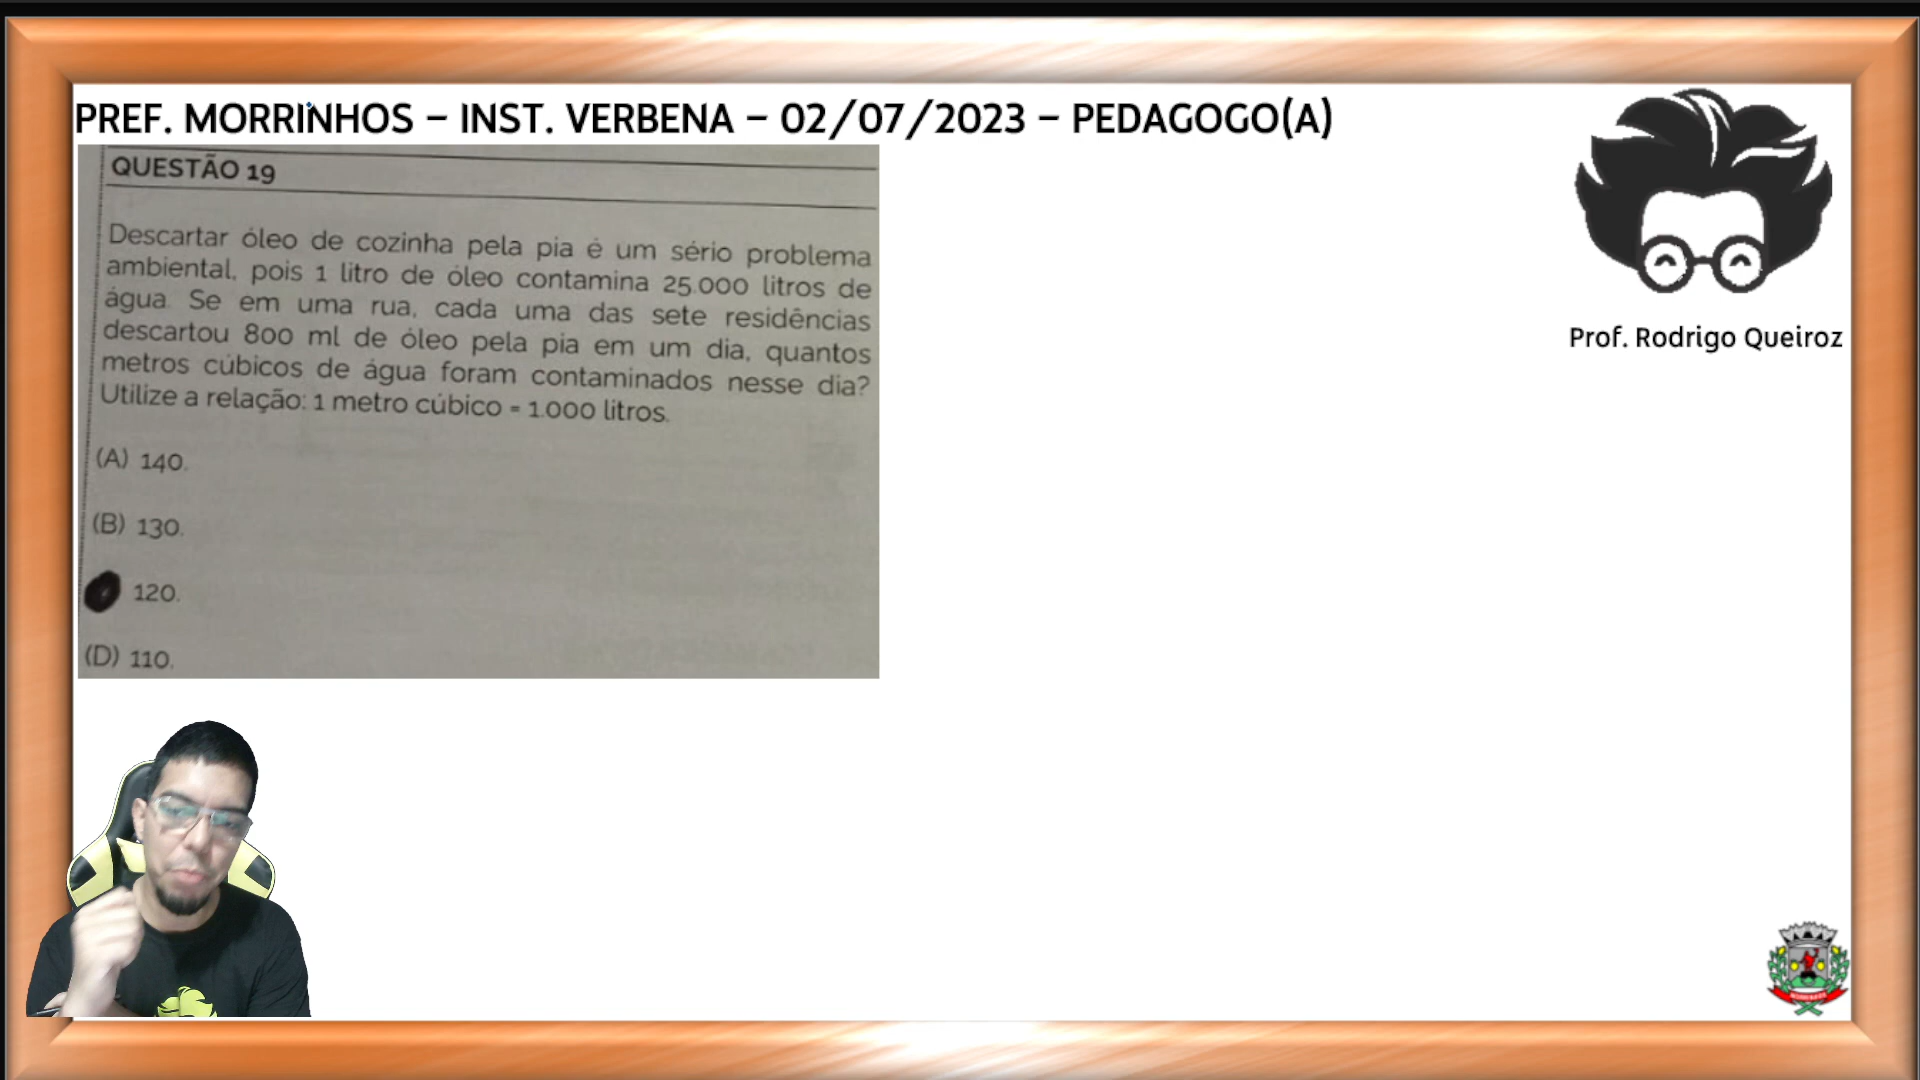 PREF. MORRINHOS – INST. VERBENA – 02/07/2023 – PEDAGOGO(A)
QUESTÃO 19
Descartar óleo de cozinha pela pia é um sério problema
ambiental, pois 1 litro de óleo contamina 25.000 litros de
água. Se em uma rua, cada uma das sete residências
descartou 800 ml de óleo pela pia em um dia, quantos
metros cúbicos de água foram contaminados nesse dia?
Utilize a relação: 1 metro cúbico = 1.000 litros.
(A) 140.
(B) 130.
120.
(D) 110.
Prof. Rodrigo Queiroz